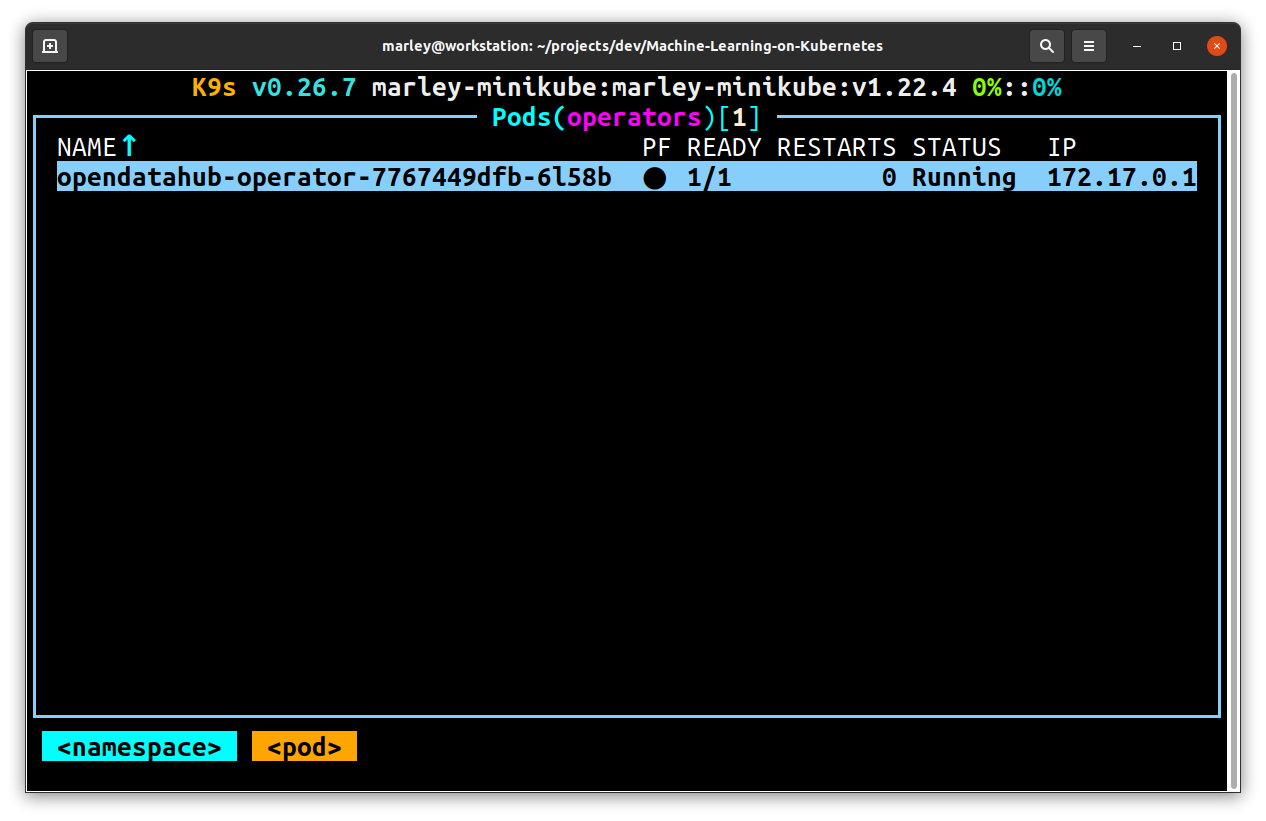 marley@workstation: ~/projects/dev/Machine-Learning-on-Kubernetes
K9s v0.26.7 marley-minikube:marley-minikube:v1.22.4 0%::0%
Pods(operators)[1]
NAME↑ PF READY RESTARTS STATUS IP
opendatahub-operator-7767449dfb-6l58b ● 1/1 0 Running 172.17.0.1
<namespace> <pod>